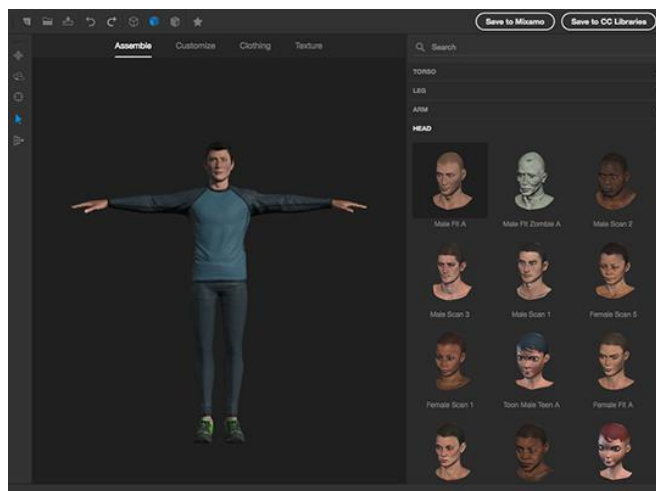 Save to Mixamo
Save to CC Libraries
Assemble
Customize
Clothing
Texture
Search
TORSO
LEG
ARM
HEAD
Male Fit A
Male Fit Zombie A
Male Scan 2
Male Scan 3
Male Scan 1
Female Scan 5
Female Scan 1
Toon Male Teen A
Female Fit A